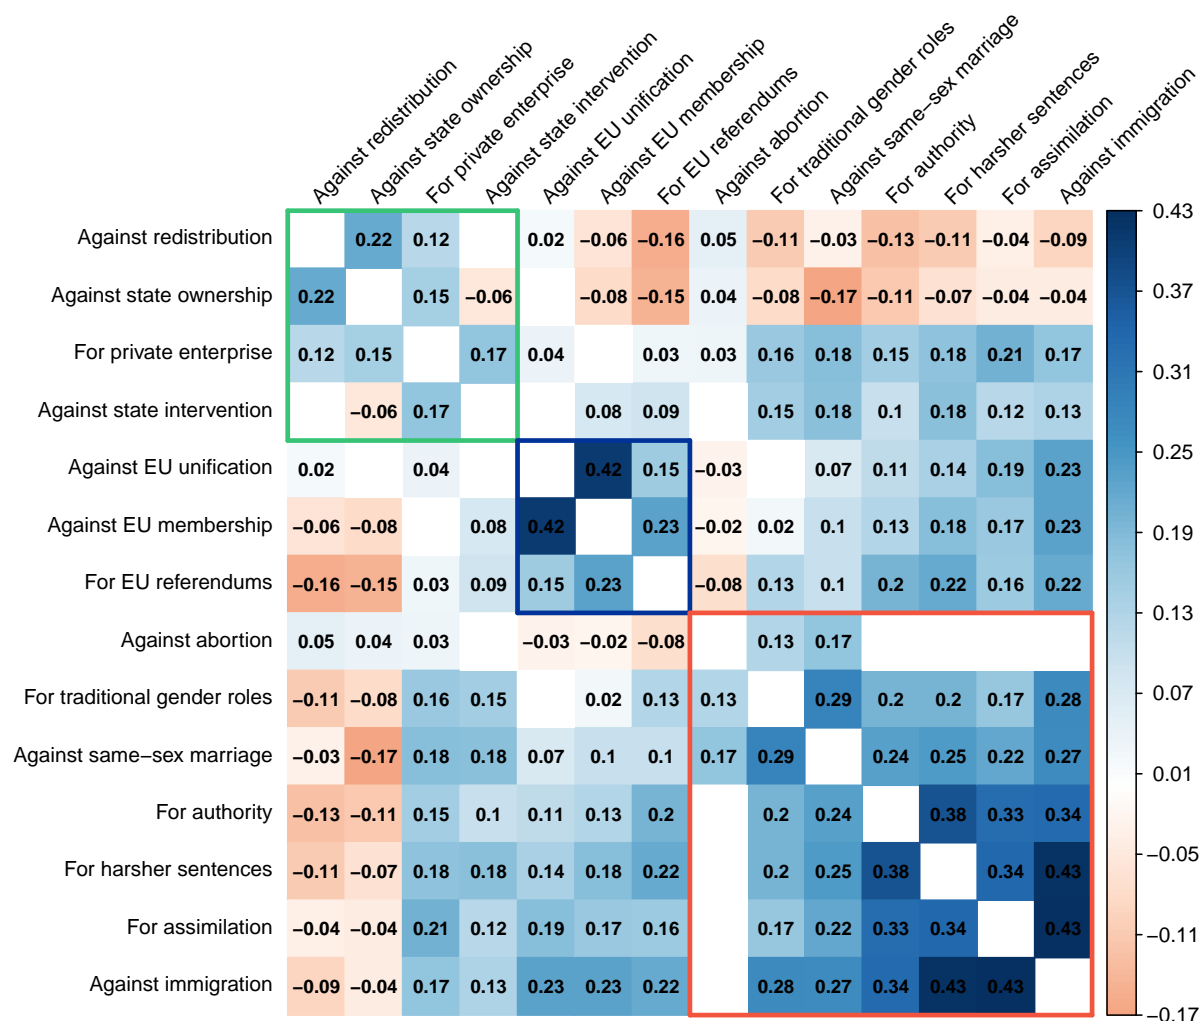 Against redistribution
Against state ownership
For private enterprise
Against state intervention
Against EU unification
Against EU membership
For EU referendums
Against abortion
For traditional gender roles
Against same−sex marriage
For authority
For harsher sentences
For assimilation
Against immigration
Against redistribution 0.22 0.12 0.02 −0.06 −0.16 0.05 −0.11 −0.03 −0.13 −0.11 −0.04 −0.09
Against state ownership 0.22 0.15 −0.06 −0.08 −0.15 0.04 −0.08 −0.17 −0.11 −0.07 −0.04 −0.04
For private enterprise 0.12 0.15 0.17 0.04 0.03 0.03 0.16 0.18 0.15 0.18 0.21 0.17
Against state intervention −0.06 0.17 0.08 0.09 0.15 0.18 0.1 0.18 0.12 0.13
Against EU unification 0.02 0.04 0.42 0.15 −0.03 0.07 0.11 0.14 0.19 0.23
Against EU membership −0.06 −0.08 0.08 0.42 0.23 −0.02 0.02 0.1 0.13 0.18 0.17 0.23
For EU referendums −0.16 −0.15 0.03 0.09 0.15 0.23 −0.08 0.13 0.1 0.2 0.22 0.16 0.22
Against abortion 0.05 0.04 0.03 −0.03 −0.02 −0.08 0.13 0.17
For traditional gender roles −0.11 −0.08 0.16 0.15 0.02 0.13 0.13 0.29 0.2 0.2 0.17 0.28
Against same−sex marriage −0.03 −0.17 0.18 0.18 0.07 0.1 0.1 0.17 0.29 0.24 0.25 0.22 0.27
For authority −0.13 −0.11 0.15 0.1 0.11 0.13 0.2 0.2 0.24 0.38 0.33 0.34
For harsher sentences −0.11 −0.07 0.18 0.18 0.14 0.18 0.22 0.2 0.25 0.38 0.34 0.43
For assimilation −0.04 −0.04 0.21 0.12 0.19 0.17 0.16 0.17 0.22 0.33 0.34 0.43
Against immigration −0.09 −0.04 0.17 0.13 0.23 0.23 0.22 0.28 0.27 0.34 0.43 0.43
0.43
0.37
0.31
0.25
0.19
0.13
0.07
0.01
−0.05
−0.11
−0.17